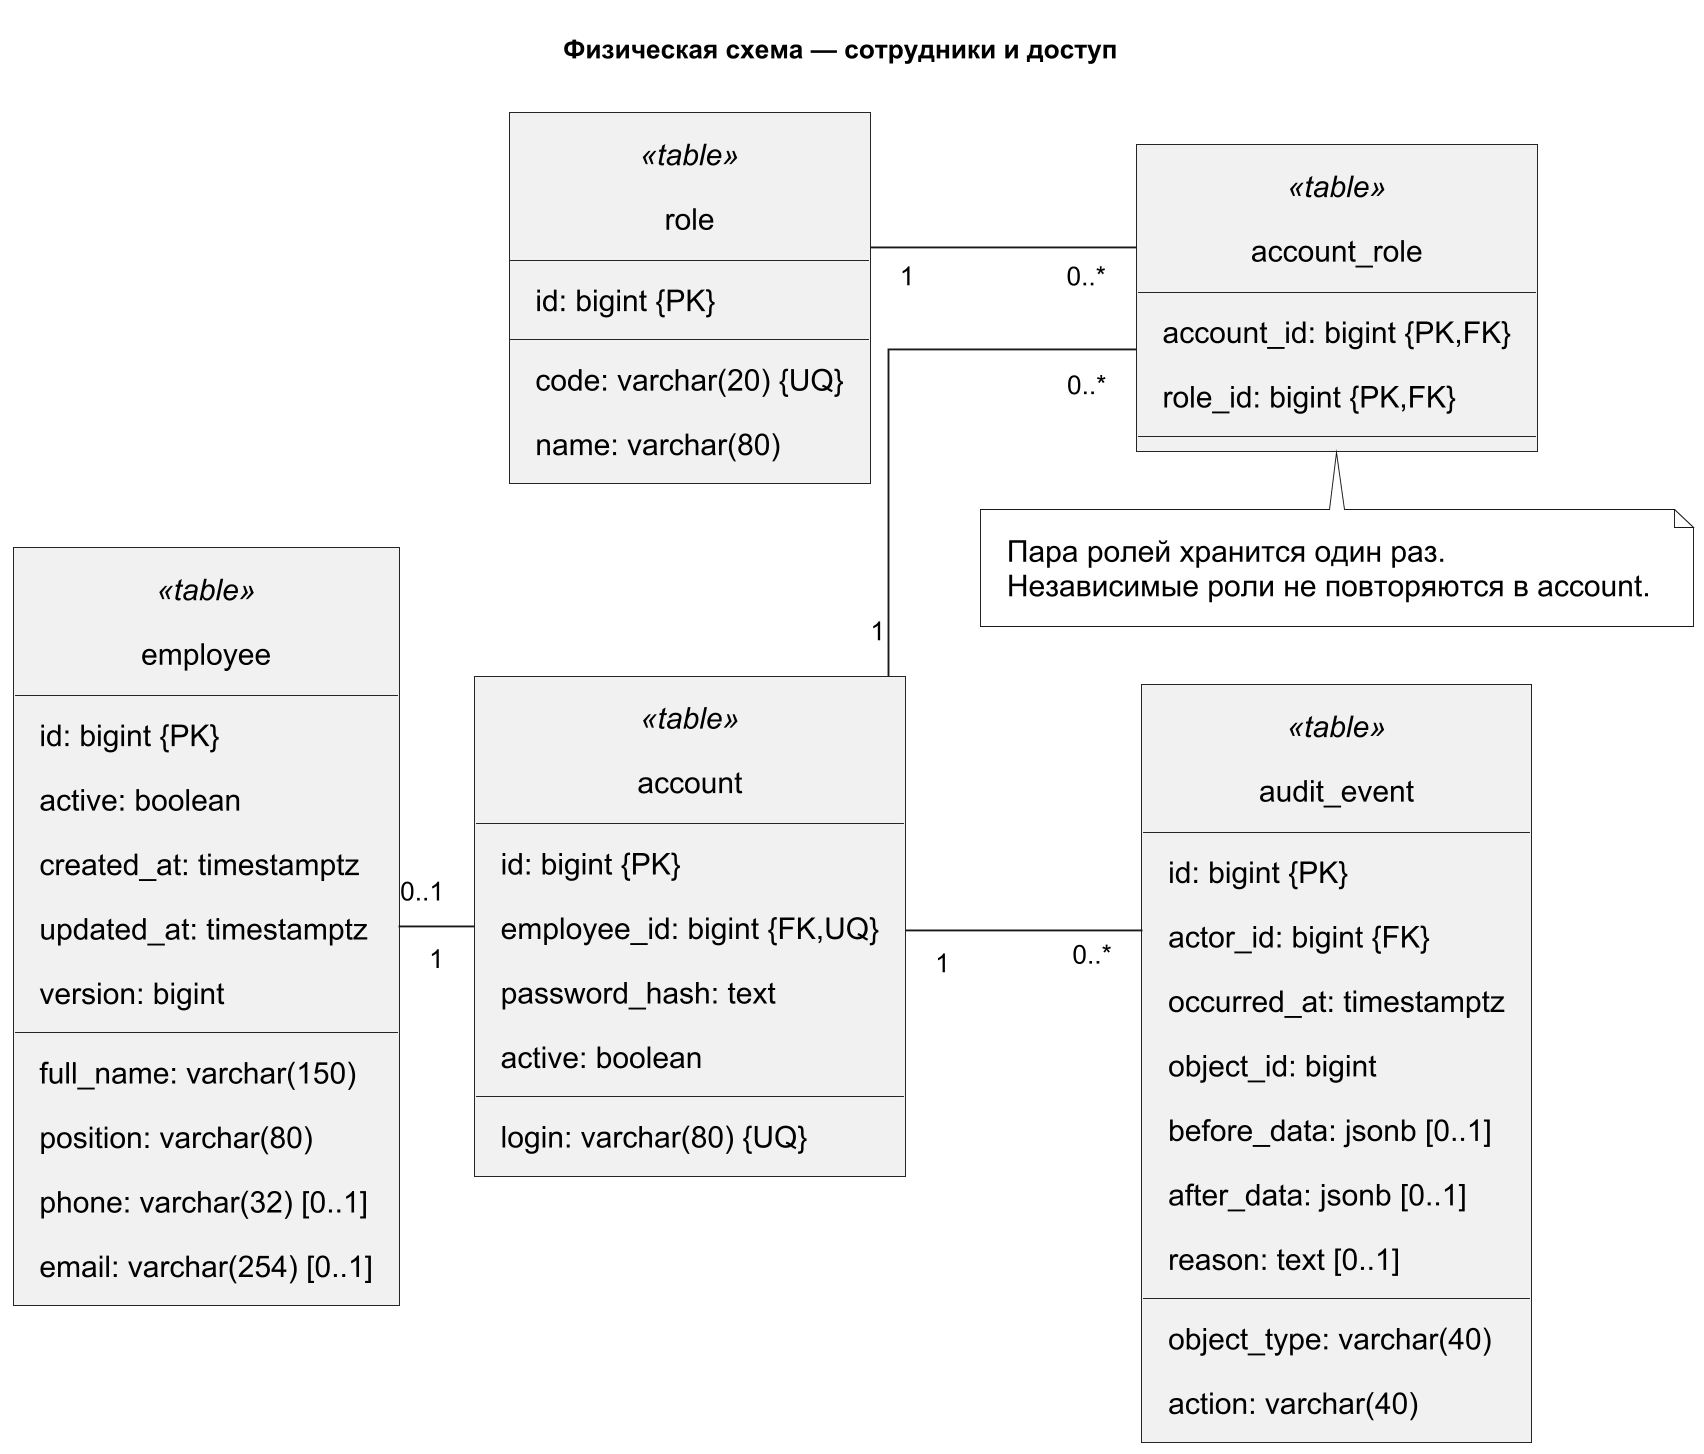 Физическая схема — сотрудники и доступ
«table»
role
id: bigint {PK}
code: varchar(20) {UQ}
name: varchar(80)
«table»
account_role
account_id: bigint {PK,FK}
role_id: bigint {PK,FK}
1
0..*
0..*
1
Пара ролей хранится один раз.
Независимые роли не повторяются в account.
«table»
employee
id: bigint {PK}
active: boolean
created_at: timestamptz
updated_at: timestamptz
version: bigint
full_name: varchar(150)
position: varchar(80)
phone: varchar(32) [0..1]
email: varchar(254) [0..1]
0..1
1
«table»
account
id: bigint {PK}
employee_id: bigint {FK,UQ}
password_hash: text
active: boolean
login: varchar(80) {UQ}
1
0..*
«table»
audit_event
id: bigint {PK}
actor_id: bigint {FK}
occurred_at: timestamptz
object_id: bigint
before_data: jsonb [0..1]
after_data: jsonb [0..1]
reason: text [0..1]
object_type: varchar(40)
action: varchar(40)